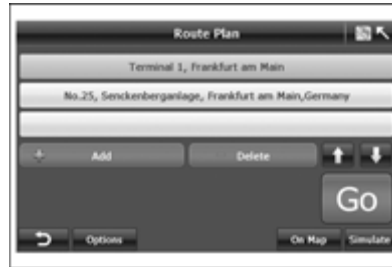 Route Plan
Terminal 1, Frankfurt am Main
No.25, Senckenberganlage, Frankfurt am Main,Germany
Add
Delete
Go
Options
On Map
Simulate